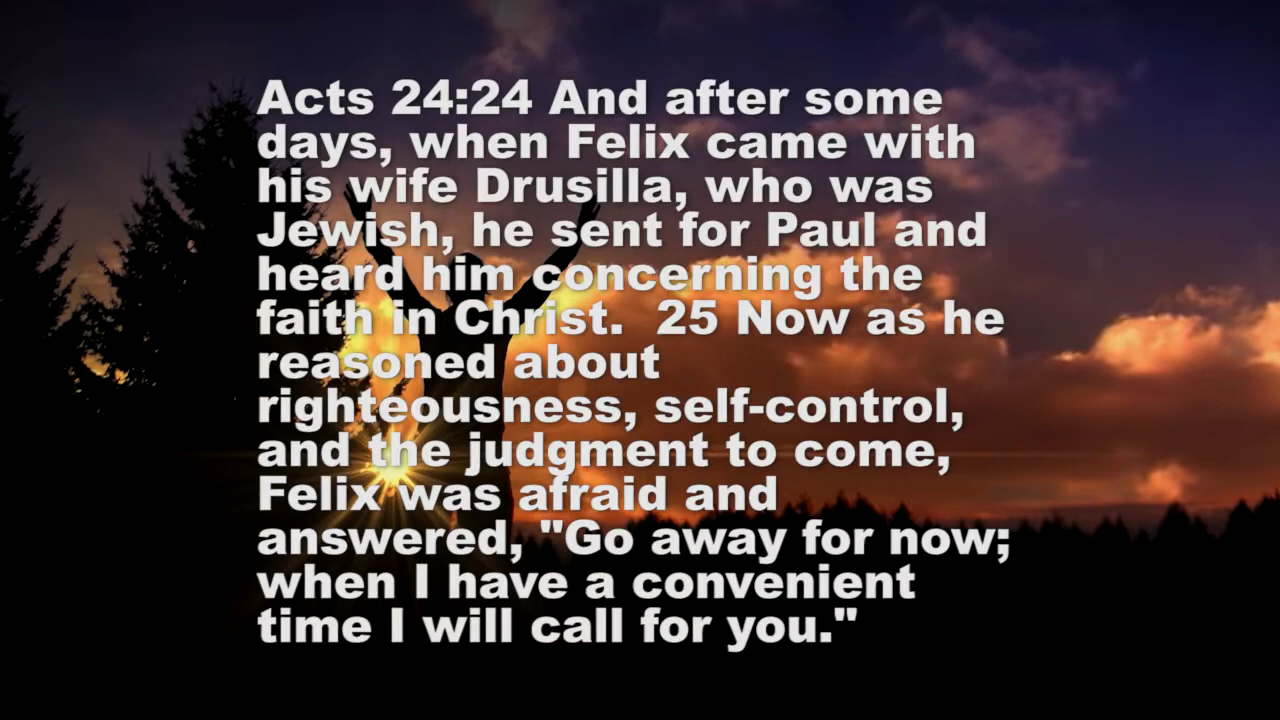 Acts 24:24 And after some
days, when Felix came with
his wife Drusilla, who was
Jewish, he sent for Paul and
heard him concerning the
faith in Christ.  25 Now as he
reasoned about
righteousness, self-control,
and the judgment to come,
Felix was afraid and
answered, "Go away for now;
when I have a convenient
time I will call for you."